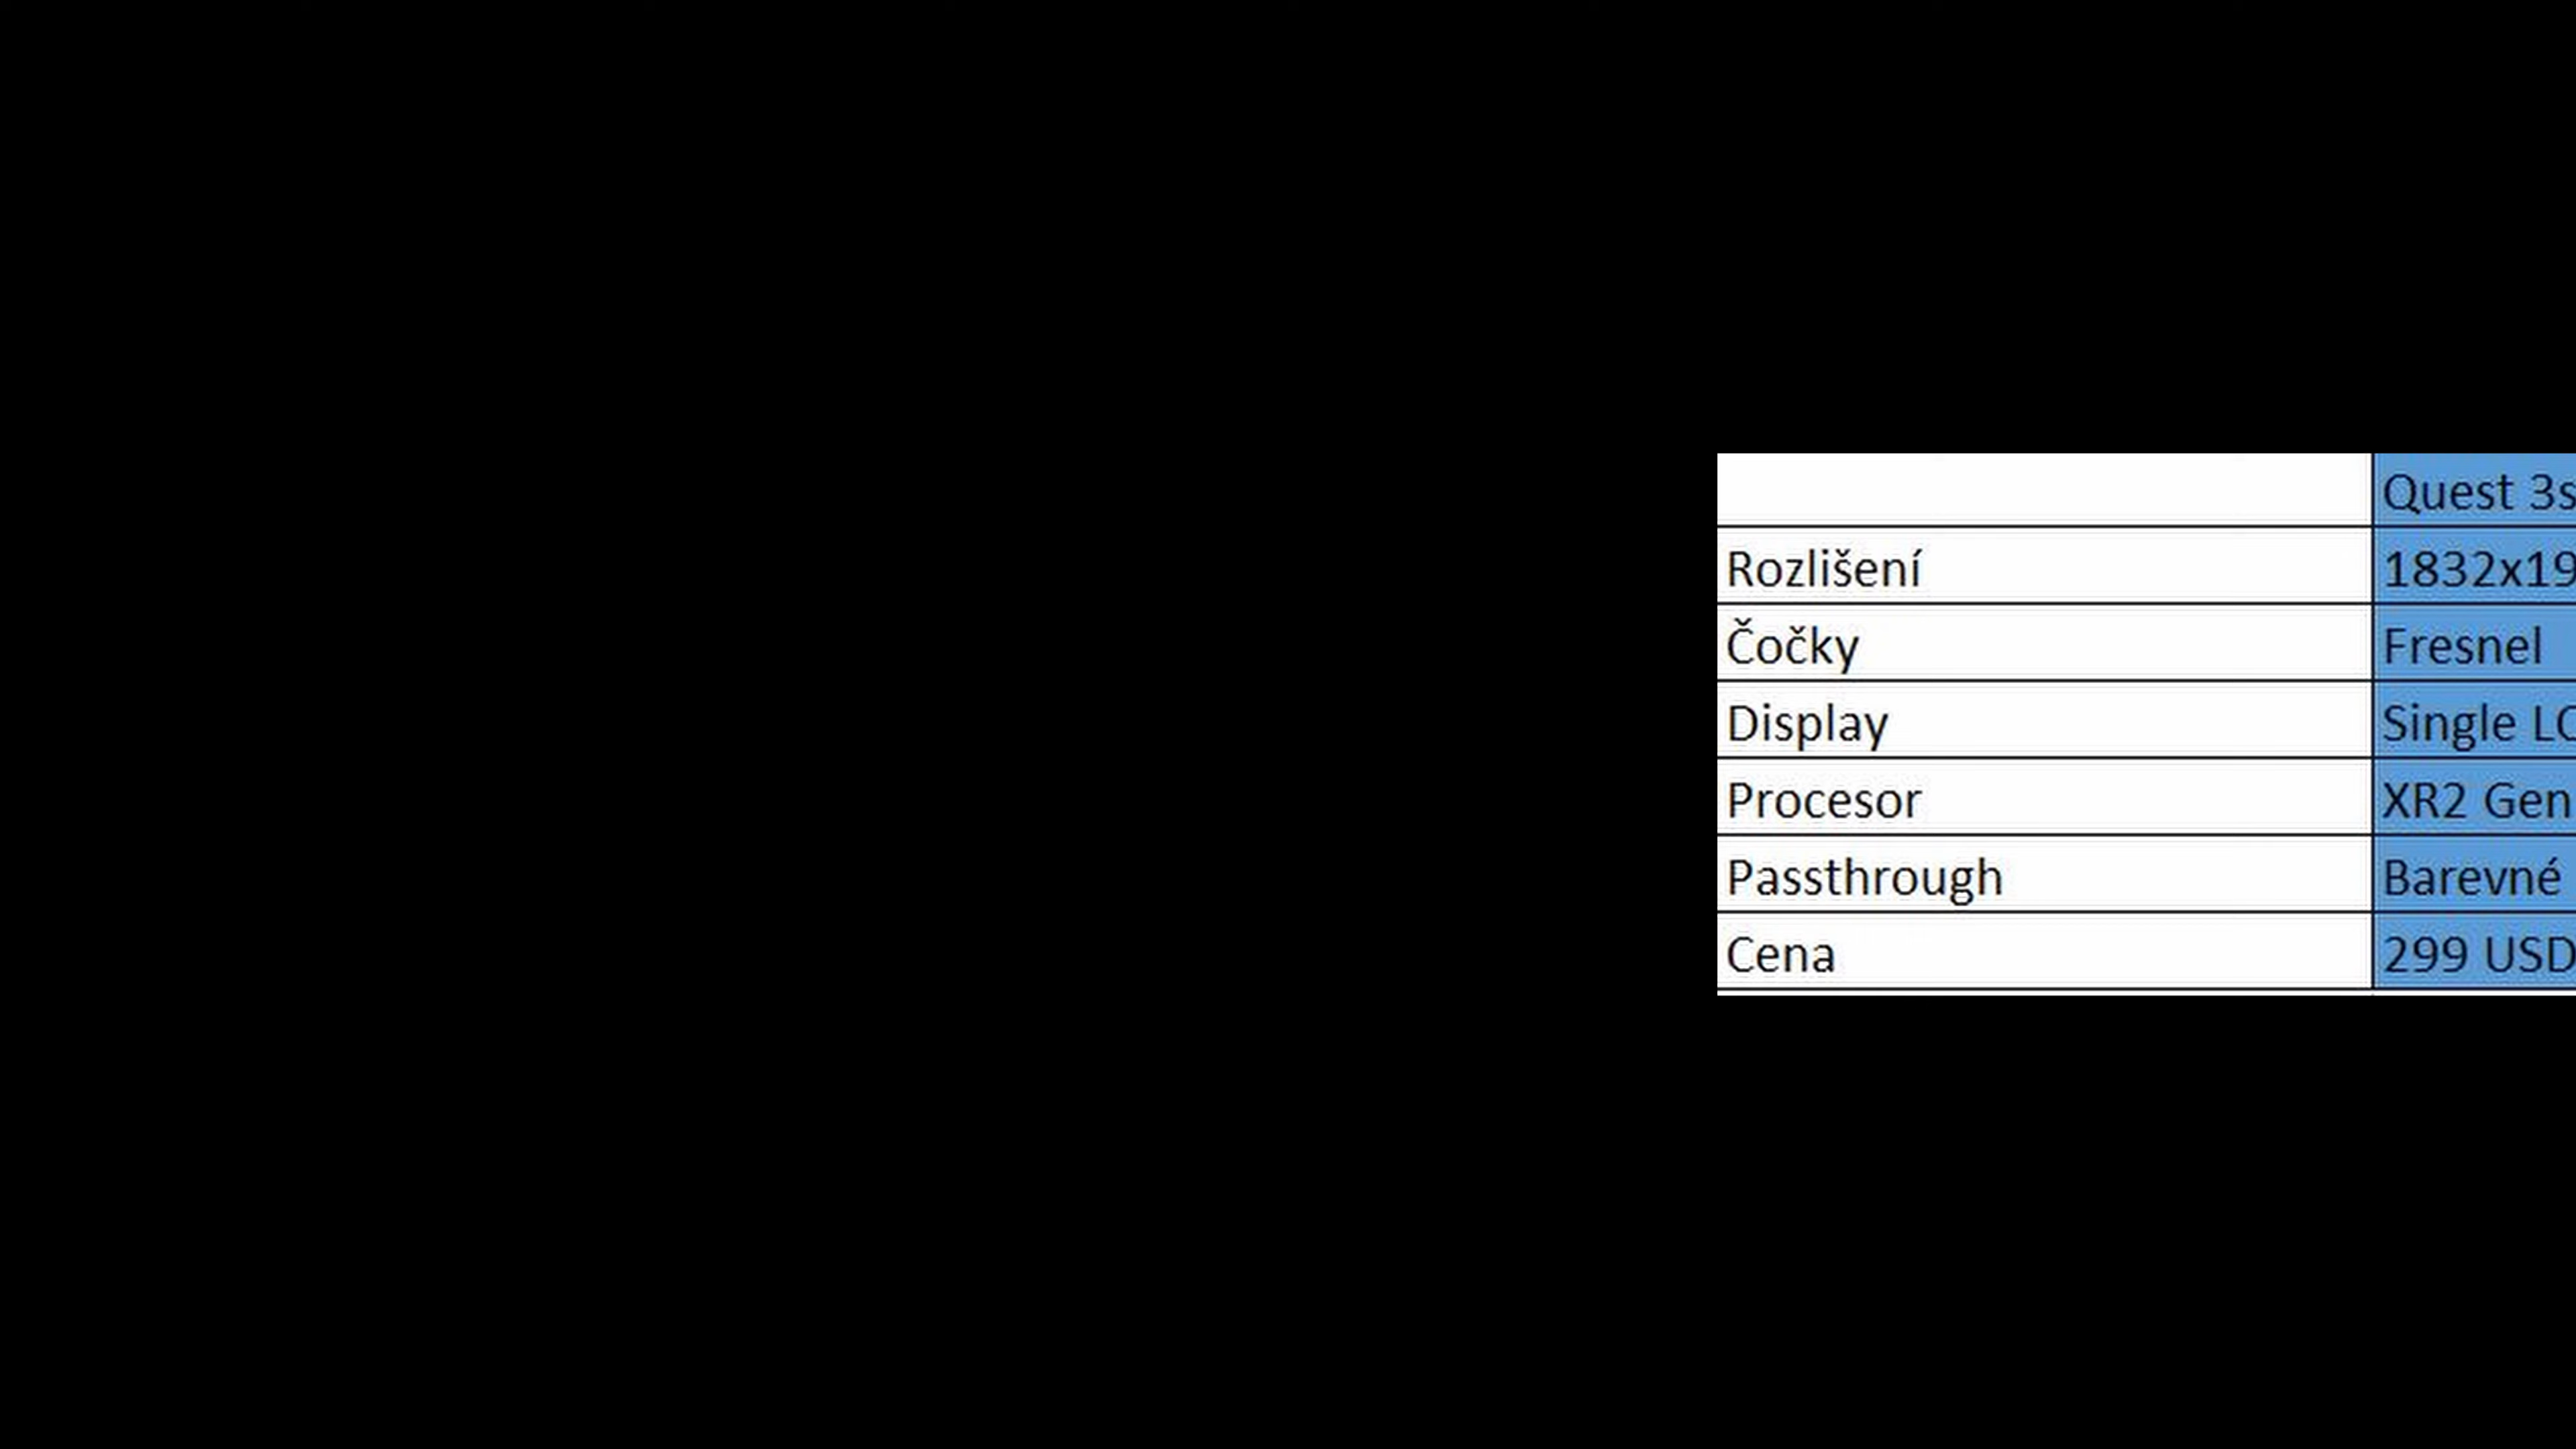 Quest 3s
Rozlišení 1832x19
Čočky Fresnel
Display Single LC
Procesor XR2 Gen
Passthrough Barevné
Cena 299 USD